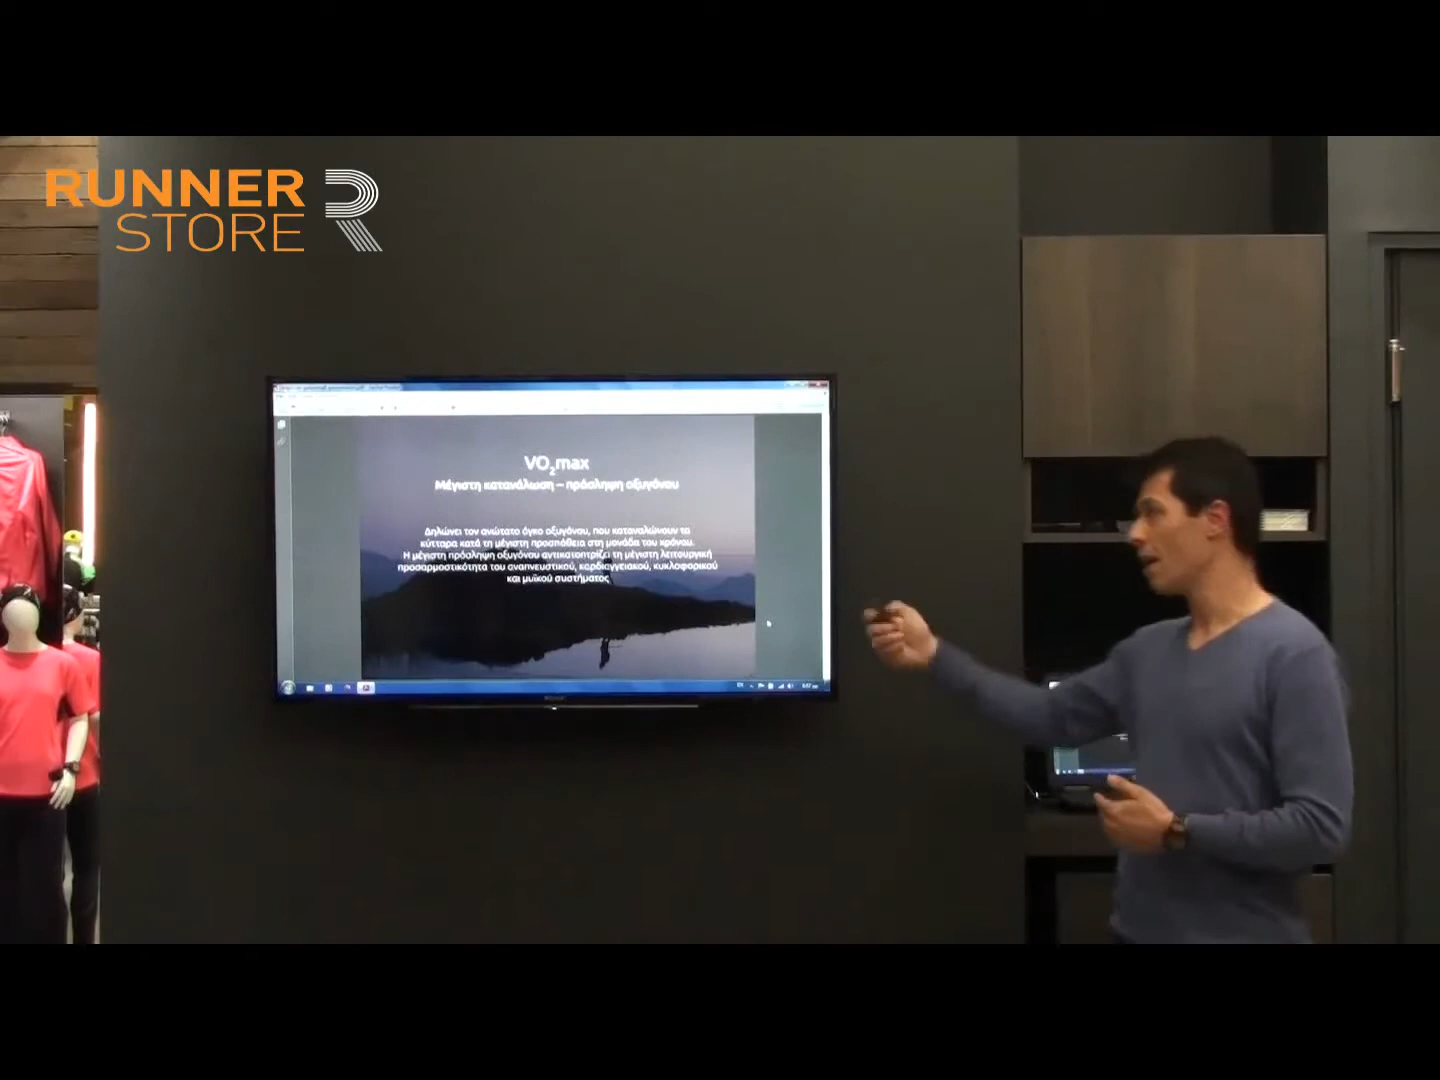 RUNNER
STORE
VO2max
Μέγιστη κατανάλωση – πρόσληψη οξυγόνου
Δηλώνει τον ανώτατο όγκο οξυγόνου, που καταναλώνουν τα
κύτταρα κατά τη μέγιστη προσπάθεια στη μονάδα του χρόνου.
Η μέγιστη πρόσληψη οξυγόνου αντικατοπτρίζει τη μέγιστη λειτουργική
προσαρμοστικότητα του αναπνευστικού, καρδιαγγειακού, κυκλοφορικού
και μυϊκού συστήματος